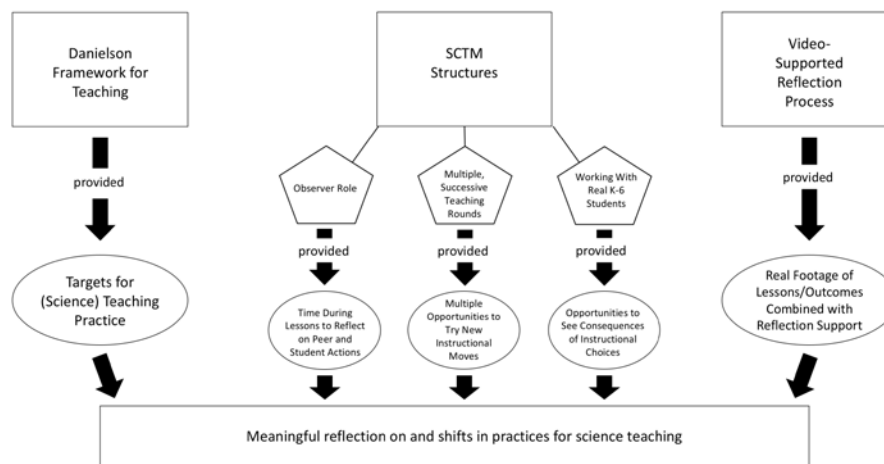 Danielson
Framework for
Teaching
SCTM
Structures
Video-
Supported
Reflection
Process
Observer Role
Multiple,
Successive
Teaching
Rounds
Working With
Real K-6
Students
provided
provided
provided
provided
provided
Targets for
(Science) Teaching
Practice
Time During
Lessons to Reflect
on Peer and
Student Actions
Multiple
Opportunities to
Try New
Instructional
Moves
Opportunities to
See Consequences
of Instructional
Choices
Real Footage of
Lessons/Outcomes
Combined with
Reflection Support
Meaningful reflection on and shifts in practices for science teaching